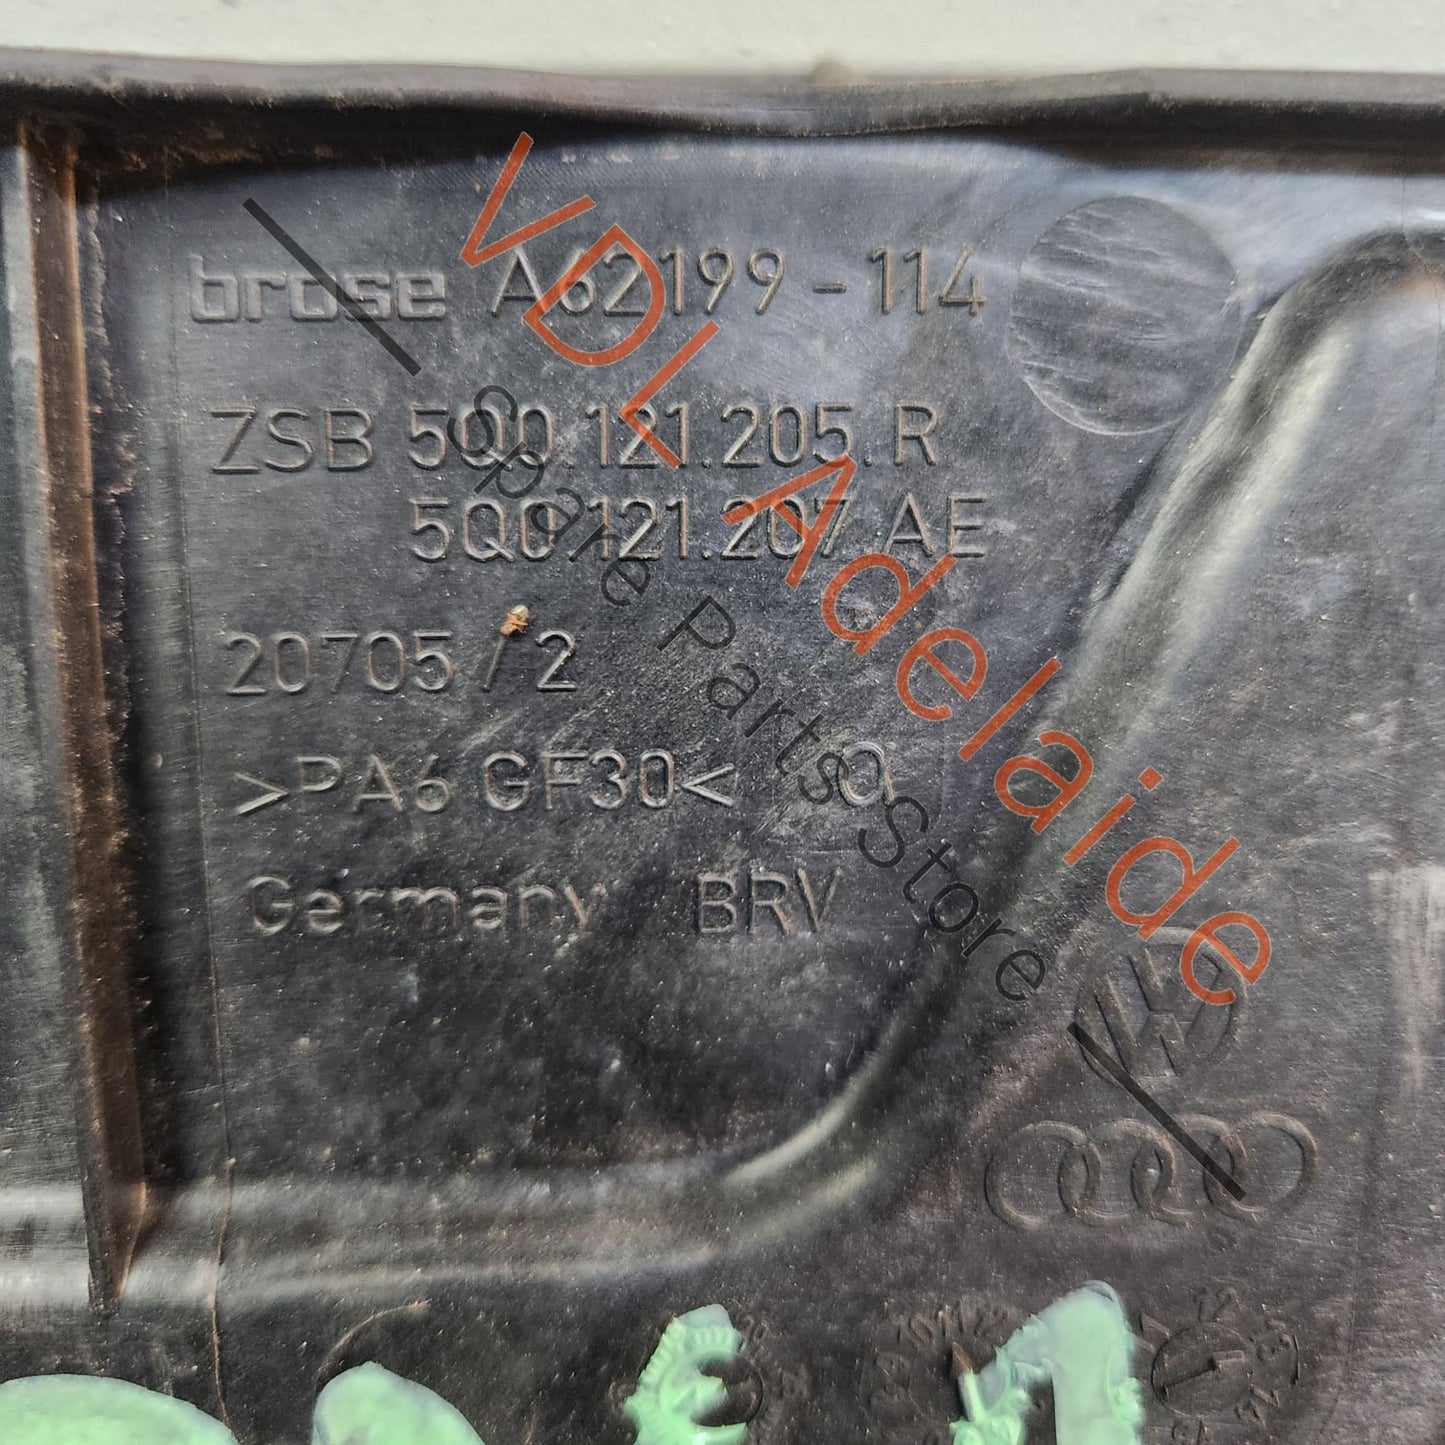 brose A62199-114
ZSB 5Q0.121.205.R
5Q0.121.207.AE
20705/2
>PA6 GF30<
Germany BRV
VDL Adelaide
Spare Parts Store